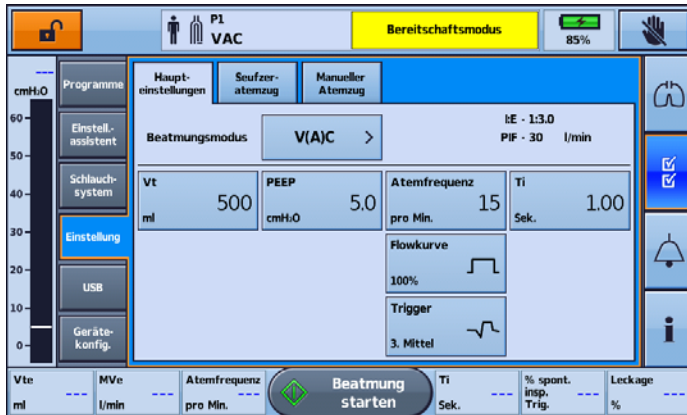 P1
VAC
Bereitschaftsmodus
85%
---
cmH₂O
60
50
40
30
20
10
0
Programme
Einstell.-
assistent
Schlauch-
system
Einstellung
USB
Geräte-
konfig.
Haupt-
einstellungen
Seufzer-
atemzug
Manueller
Atemzug
Beatmungsmodus
V(A)C >
I:E - 1:3.0
PIF - 30 l/min
Vt
500
ml
PEEP
5.0
cmH₂O
Atemfrequenz
15
pro Min.
Ti
1.00
Sek.
Flowkurve
100%
Trigger
3. Mittel
Vte
---
ml
MVe
---
l/min
Atemfrequenz
---
pro Min.
Beatmung
starten
Ti
---
Sek.
% spont.
insp.
Trig.
---
Leckage
---
%